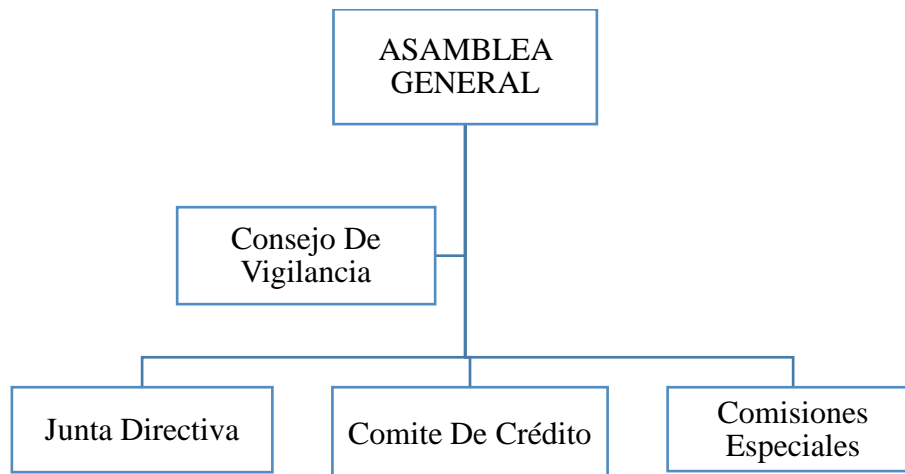 ASAMBLEA
GENERAL
Consejo De
Vigilancia
Junta Directiva
Comite De Crédito
Comisiones
Especiales